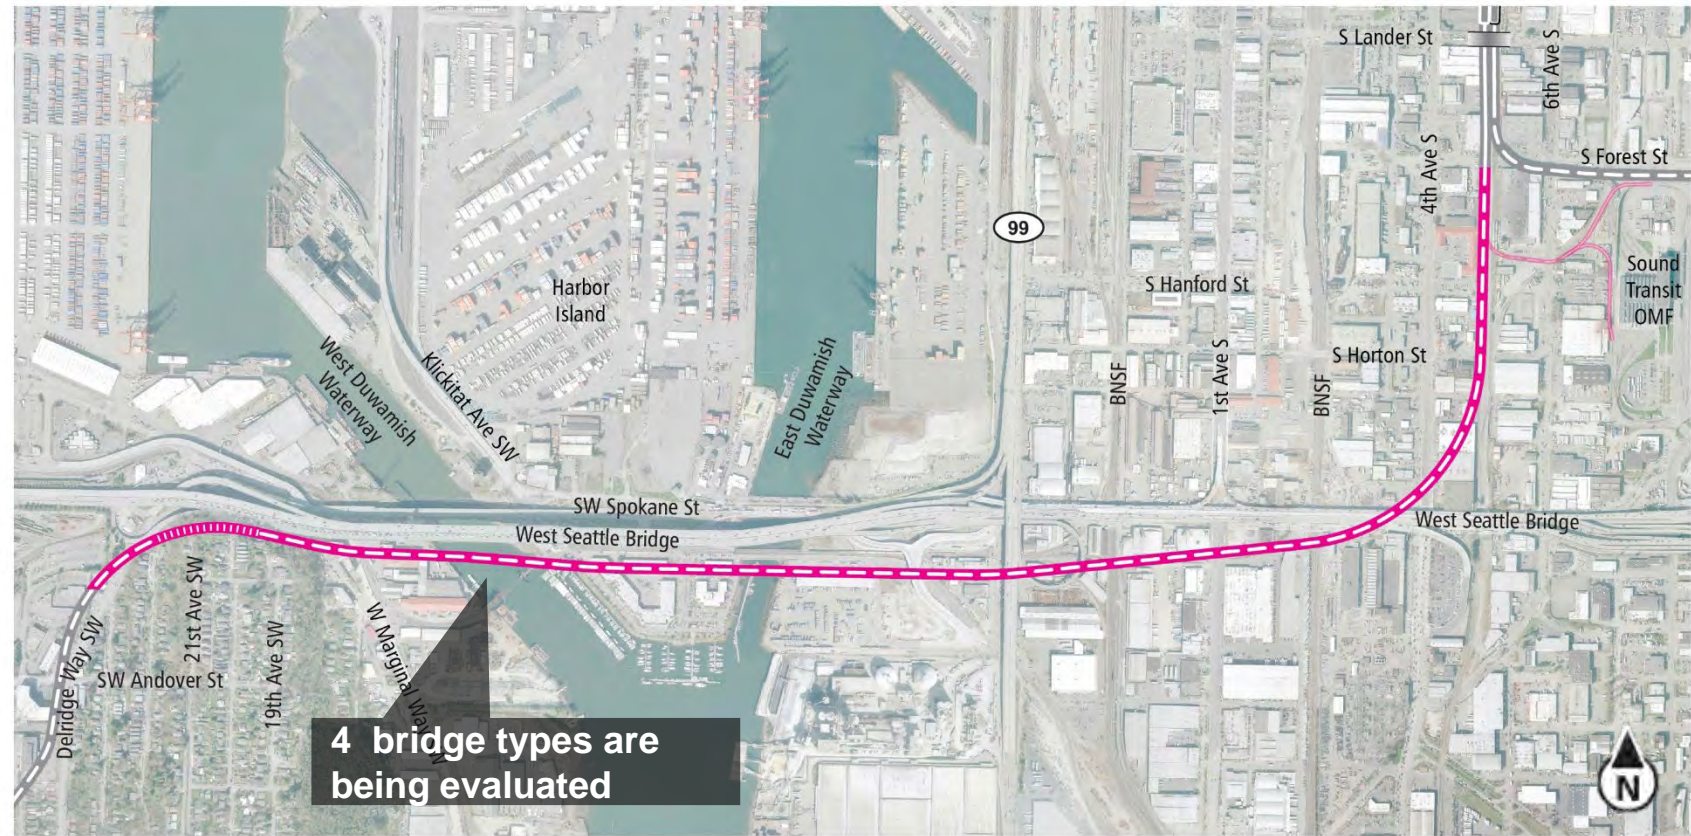 S Lander St
6th Ave S
4th Ave S
S Forest St
99
Harbor
Island
S Hanford St
Sound
Transit
OMF
West Duwamish
Waterway
Klickitat Ave SW
East Duwamish
Waterway
BNSF
1st Ave S
BNSF
S Horton St
SW Spokane St
West Seattle Bridge
West Seattle Bridge
Delridge Way SW
SW Andover St
21st Ave SW
19th Ave SW
W Marginal Way
4 bridge types are
being evaluated
N